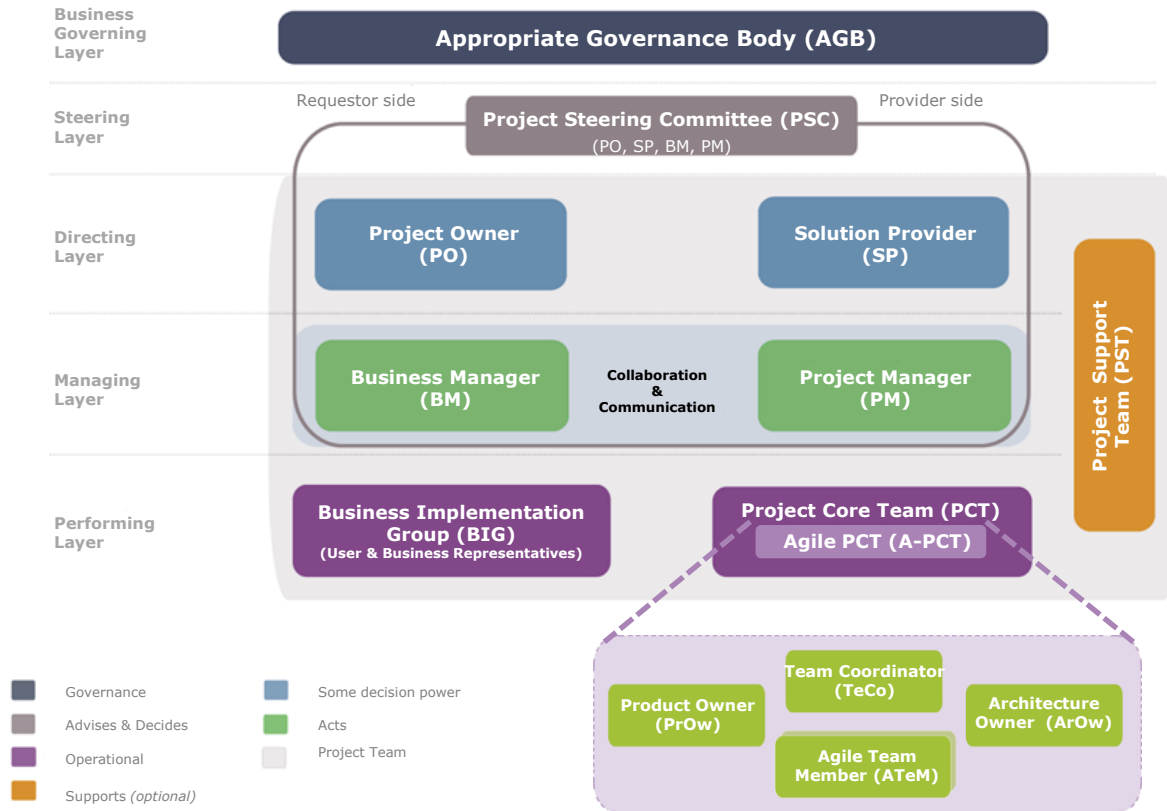 Business
Governing
Layer
Appropriate Governance Body (AGB)
Requestor side
Provider side
Steering
Layer
Project Steering Committee (PSC)
(PO, SP, BM, PM)
Directing
Layer
Project Owner
(PO)
Solution Provider
(SP)
Project Support
Team (PST)
Managing
Layer
Business Manager
(BM)
Collaboration
&
Communication
Project Manager
(PM)
Performing
Layer
Business Implementation
Group (BIG)
(User & Business Representatives)
Project Core Team (PCT)
Agile PCT (A-PCT)
Team Coordinator
(TeCo)
Product Owner
(PrOw)
Architecture
Owner (ArOw)
Agile Team
Member (ATeM)
Governance
Advises & Decides
Operational
Supports (optional)
Some decision power
Acts
Project Team